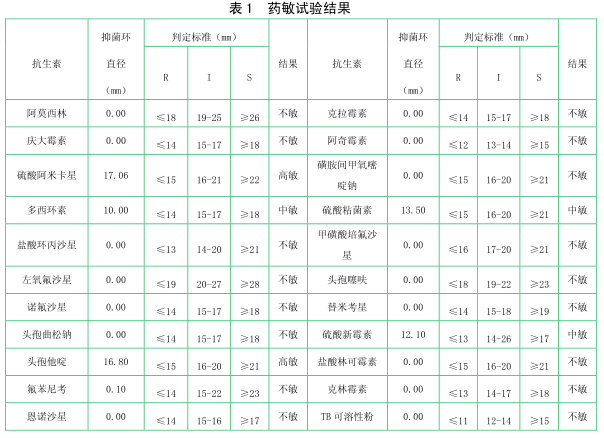 表 1 药敏试验结果
抗生素 抑菌环直径（mm） 判定标准（mm） 结果 抗生素 抑菌环直径（mm） 判定标准（mm） 结果
R I S R I S
阿莫西林 0.00 ≤18 19-25 ≥26 不敏 克拉霉素 0.00 ≤14 15-17 ≥18 不敏
庆大霉素 0.00 ≤14 15-17 ≥18 不敏 阿奇霉素 0.00 ≤12 13-14 ≥15 不敏
硫酸阿米卡星 17.06 ≤15 16-21 ≥22 高敏 磺胺间甲氧嘧啶钠 0.00 ≤15 16-20 ≥21 不敏
多西环素 10.00 ≤14 15-17 ≥18 中敏 硫酸粘菌素 13.50 ≤15 16-20 ≥21 中敏
盐酸环丙沙星 0.00 ≤13 14-20 ≥21 不敏 甲磺酸培氟沙星 0.00 ≤16 17-20 ≥21 不敏
左氧氟沙星 0.00 ≤19 20-27 ≥28 不敏 头孢噻呋 0.00 ≤18 19-22 ≥23 不敏
诺氟沙星 0.00 ≤14 15-17 ≥18 不敏 替米考星 0.00 ≤14 15-18 ≥19 不敏
头孢曲松钠 0.00 ≤14 15-17 ≥18 不敏 硫酸新霉素 12.10 ≤13 14-26 ≥17 中敏
头孢他啶 16.80 ≤15 16-20 ≥21 高敏 盐酸林可霉素 0.00 ≤15 16-20 ≥21 不敏
氟苯尼考 0.10 ≤14 15-22 ≥23 不敏 克林霉素 0.00 ≤13 14-17 ≥18 不敏
恩诺沙星 0.00 ≤14 15-16 ≥17 不敏 TB 可溶性粉 0.00 ≤11 12-14 ≥15 不敏